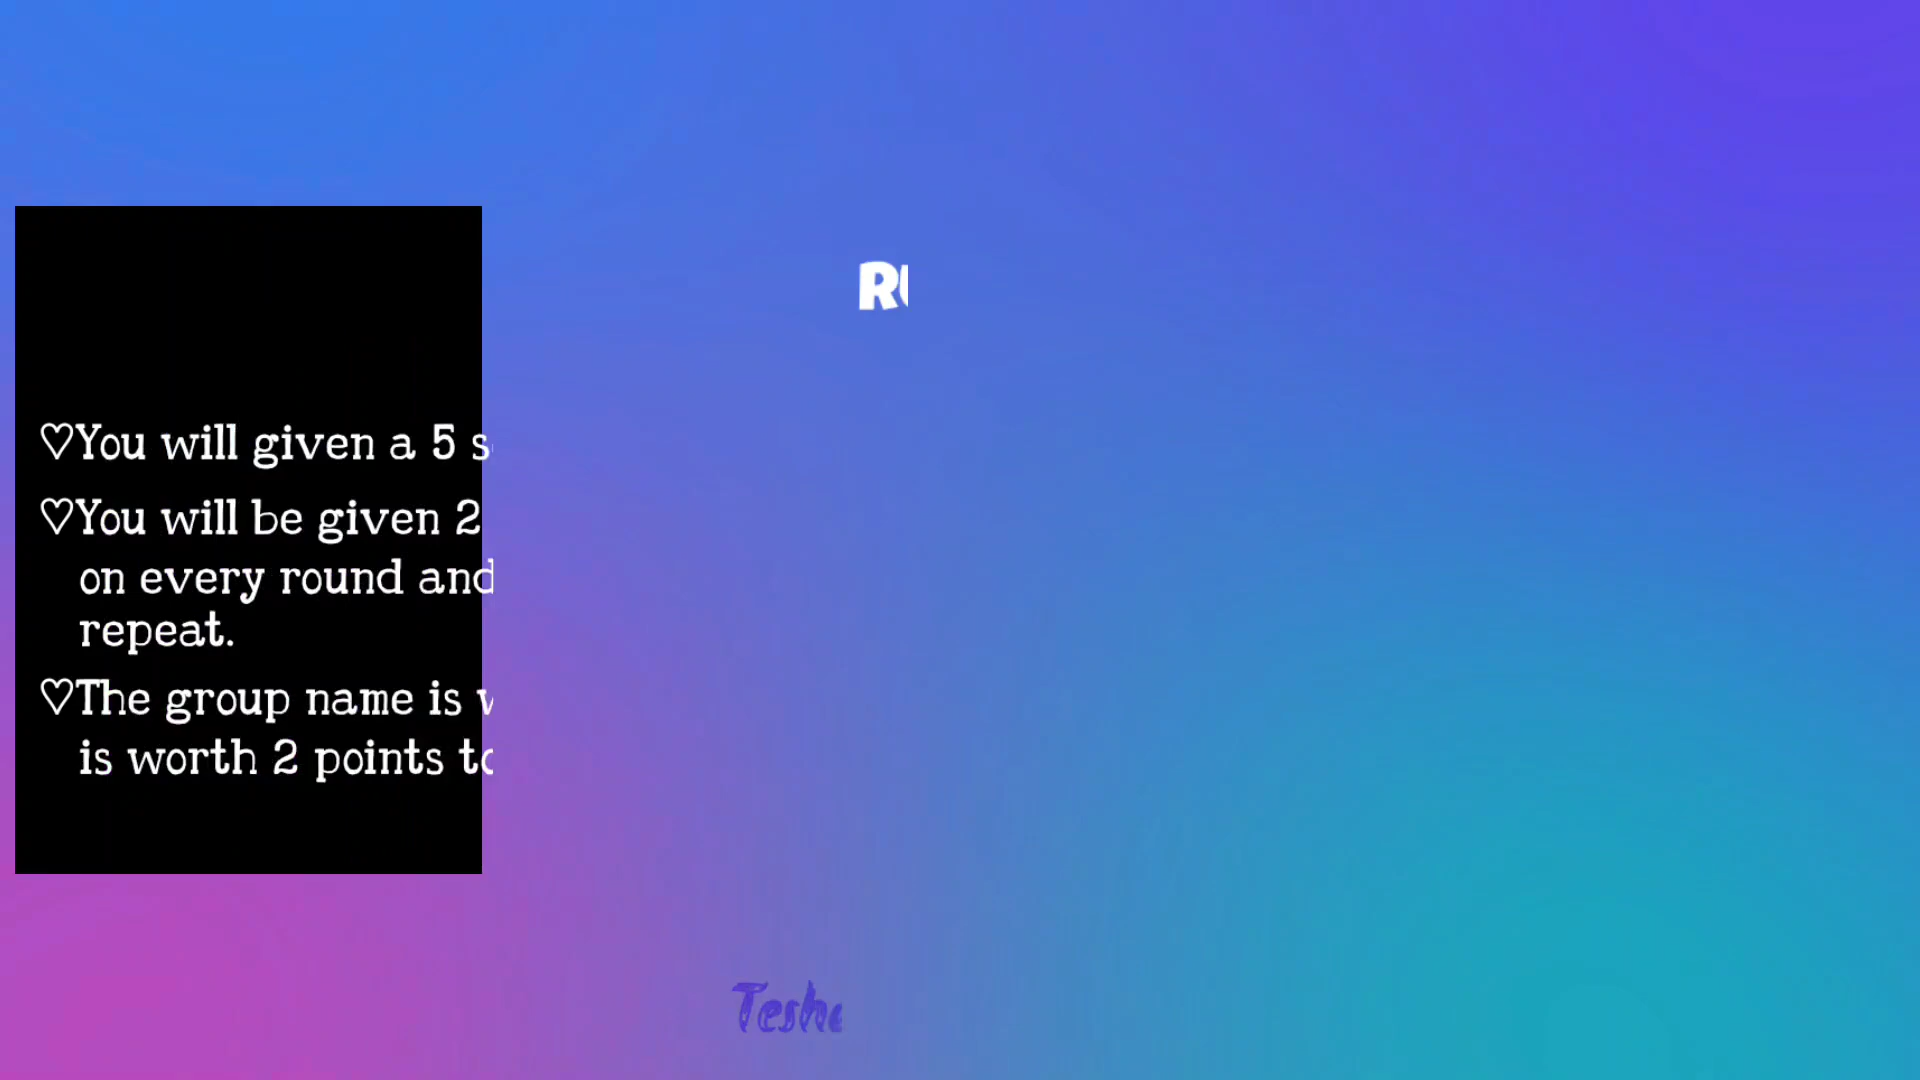 ♡You will given a 5
♡You will be given 2
on every round and
repeat.
♡The group name is
is worth 2 points